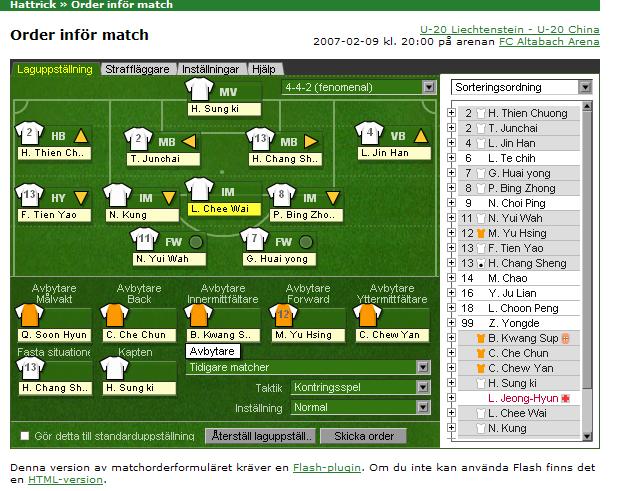 Hattrick » Order inför match
Order inför match
U-20 Liechtenstein - U-20 China
2007-02-09 kl. 20:00 på arenan FC Altabach Arena
Laguppställning Straffläggare Inställningar Hjälp
MV
4-4-2 (fenomenal)
H. Sung ki
2 HB
2 MB
13 MB
4 VB
H. Thien Ch..
T. Junchai
H. Chang Sh..
L. Jin Han
13 HY
IM
IM
8 IM
F. Tien Yao
N. Kung
L. Chee Wai
P. Bing Zho..
11 FW
7 FW
N. Yui Wah
G. Huai yong
Avbytare Målvakt
Avbytare Back
Avbytare Innermittfältare
Avbytare Forward
Avbytare Yttermittfältare
12
Q. Soon Hyun
C. Che Chun
B. Kwang S..
M. Yu Hsing
C. Chew Yan
Fasta situatione
Kapten
Avbytare
13
H. Chang Sh..
H. Sung ki
Tidigare matcher
Taktik Kontringsspel
Inställning Normal
Gör detta till standarduppställning
Återställ laguppställ..
Skicka order
Sorteringsordning
2 H. Thien Chuong
2 T. Junchai
4 L. Jin Han
6 L. Te chih
7 G. Huai yong
8 P. Bing Zhong
9 N. Choi Ping
11 N. Yui Wah
12 M. Yu Hsing
13 F. Tien Yao
13 H. Chang Sheng
14 M. Chao
16 Y. Ju Lian
18 L. Choon Peng
99 Z. Yongde
B. Kwang Sup
C. Che Chun
C. Chew Yan
H. Sung ki
L. Jeong-Hyun
L. Chee Wai
N. Kung
Denna version av matchorderformuläret kräver en Flash-plugin. Om du inte kan använda Flash finns det
en HTML-version.